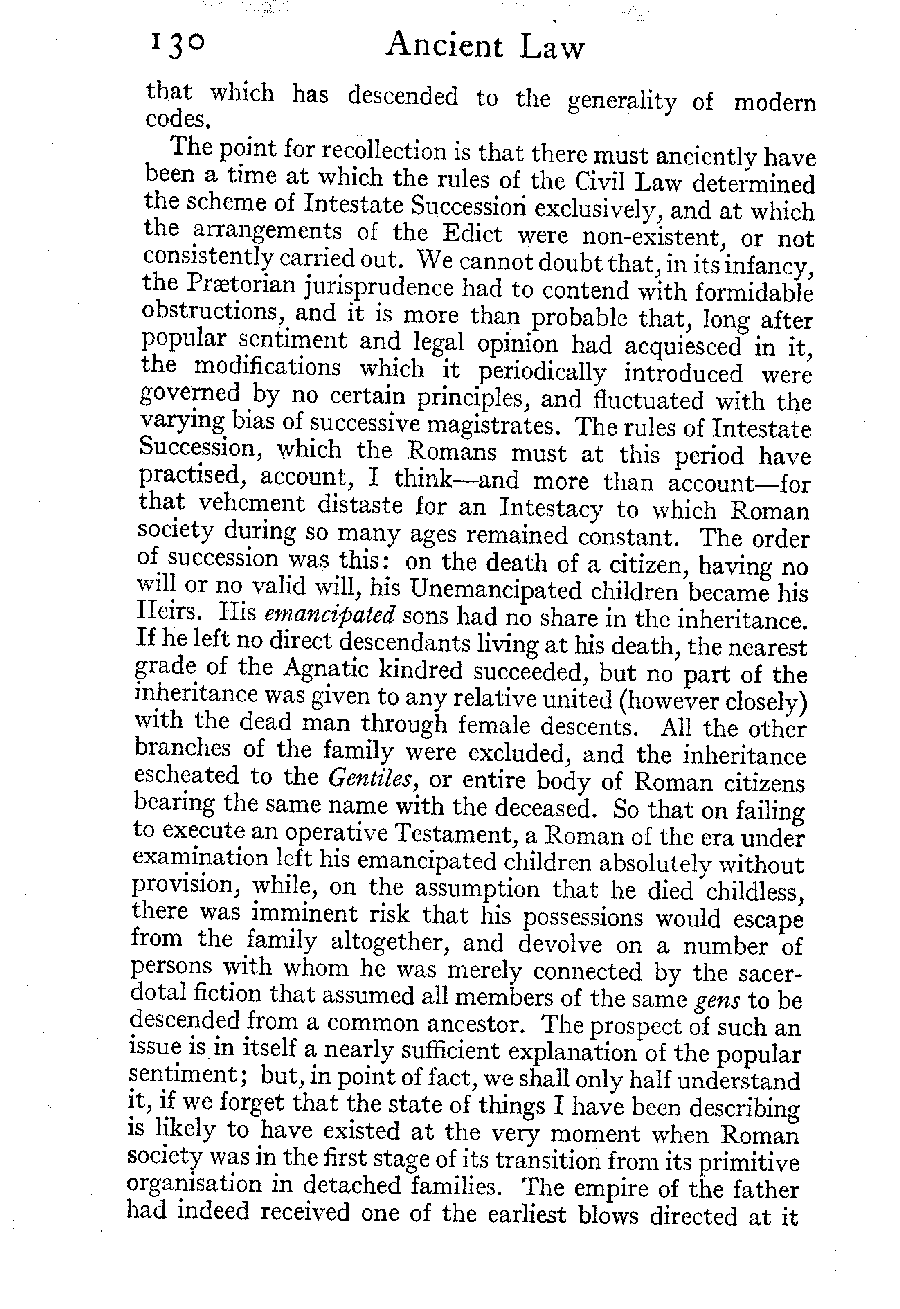 130 Ancient Law
that which has descended to the generality of modern
codes.
The point for recollection is that there must anciently have
been a time at which the rules of the Civil Law determined
the scheme of Intestate Succession exclusively, and at which
the arrangements of the Edict were non-existent, or not
consistently carried out. We cannot doubt that, in its infancy,
the Prætorian jurisprudence had to contend with formidable
obstructions, and it is more than probable that, long after
popular sentiment and legal opinion had acquiesced in it,
the modifications which it periodically introduced were
governed by no certain principles, and fluctuated with the
varying bias of successive magistrates. The rules of Intestate
Succession, which the Romans must at this period have
practised, account, I think—and more than account—for
that vehement distaste for an Intestacy to which Roman
society during so many ages remained constant. The order
of succession was this: on the death of a citizen, having no
will or no valid will, his Unemancipated children became his
Heirs. His emancipated sons had no share in the inheritance.
If he left no direct descendants living at his death, the nearest
grade of the Agnatic kindred succeeded, but no part of the
inheritance was given to any relative united (however closely)
with the dead man through female descents. All the other
branches of the family were excluded, and the inheritance
escheated to the Gentiles, or entire body of Roman citizens
bearing the same name with the deceased. So that on failing
to execute an operative Testament, a Roman of the era under
examination left his emancipated children absolutely without
provision, while, on the assumption that he died childless,
there was imminent risk that his possessions would escape
from the family altogether, and devolve on a number of
persons with whom he was merely connected by the sacer-
dotal fiction that assumed all members of the same gens to be
descended from a common ancestor. The prospect of such an
issue is in itself a nearly sufficient explanation of the popular
sentiment; but, in point of fact, we shall only half understand
it, if we forget that the state of things I have been describing
is likely to have existed at the very moment when Roman
society was in the first stage of its transition from its primitive
organisation in detached families. The empire of the father
had indeed received one of the earliest blows directed at it